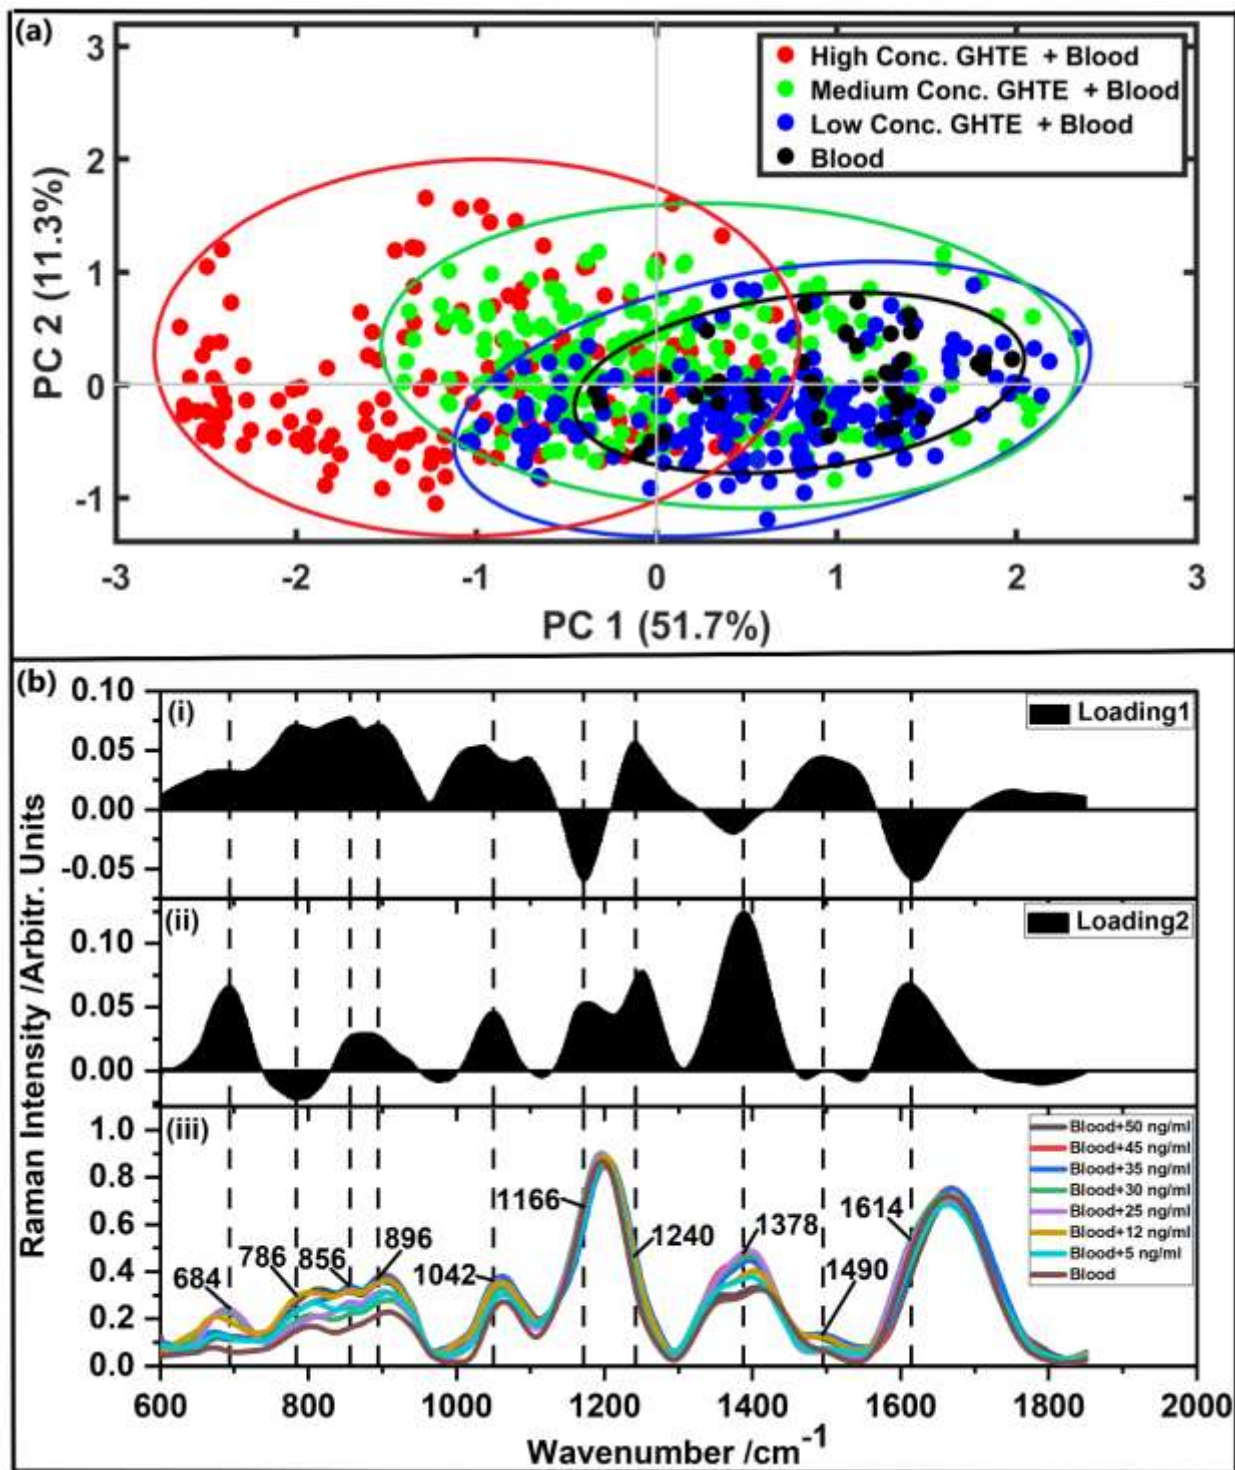 (a)
3
2
1
0
-1
PC 2 (11.3%)
High Conc. GHTE + Blood
Medium Conc. GHTE + Blood
Low Conc. GHTE + Blood
Blood
-3 -2 -1 0 1 2 3
PC 1 (51.7%)
(b)
Raman Intensity /Arbitr. Units
(i)
Loading1
0.10
0.05
0.00
-0.05
(ii)
Loading2
0.10
0.05
0.00
(iii)
1.0
0.8
0.6
0.4
0.2
0.0
Blood+50 ng/ml
Blood+45 ng/ml
Blood+35 ng/ml
Blood+30 ng/ml
Blood+25 ng/ml
Blood+12 ng/ml
Blood+5 ng/ml
Blood
684
786
856
896
1042
1166
1240
1378
1490
1614
600 800 1000 1200 1400 1600 1800 2000
Wavenumber /cm-1